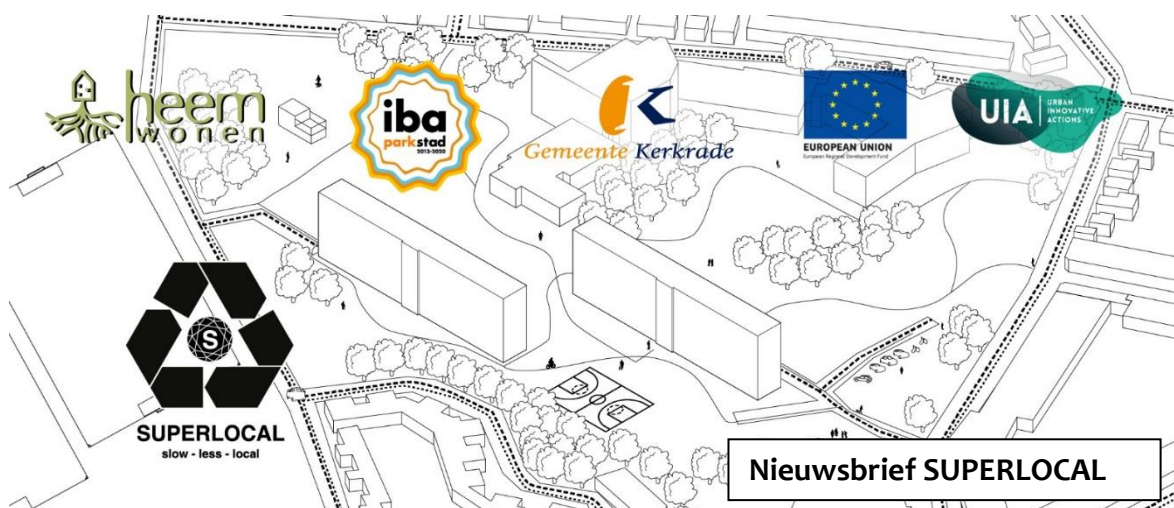 heem
wonen
iba
parkstad
2013-2020
Gemeente Kerkrade
EUROPEAN UNION
European Regional Development Fund
UIA
URBAN
INNOVATIVE
ACTIONS
S
SUPERLOCAL
slow - less - local
Nieuwsbrief SUPERLOCAL